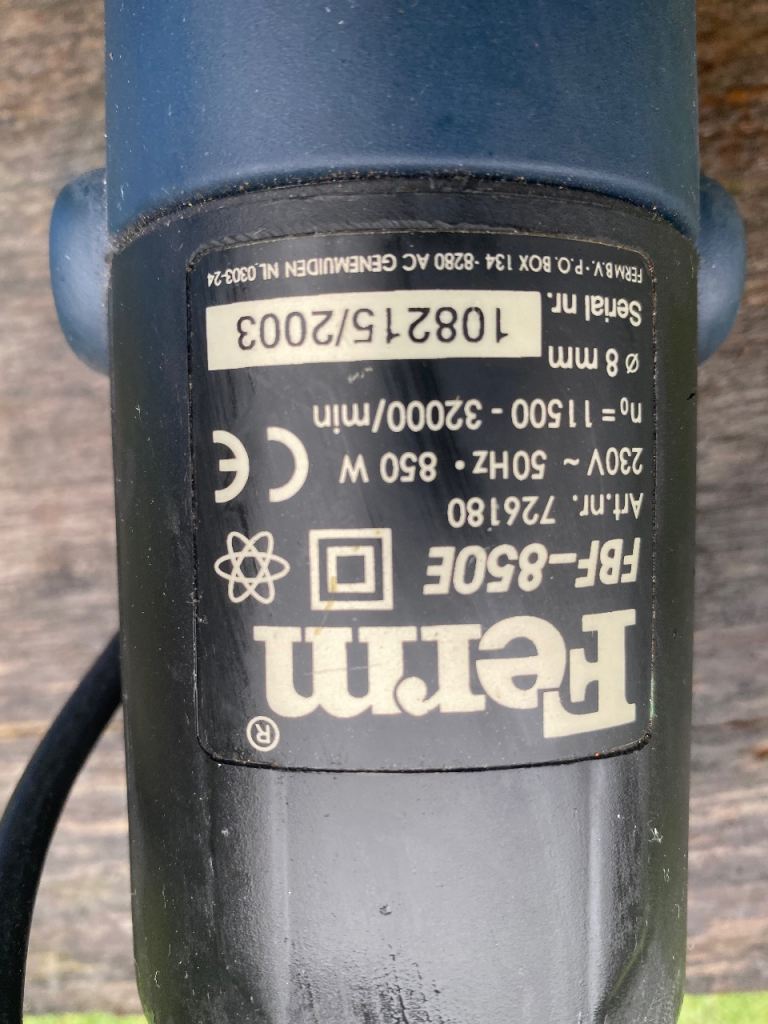 Ferm®
FBF-850E
Art.nr. 726180
230V ~ 50Hz • 850 W
n₀ = 11500 - 32000/min
ø 8 mm
Serial nr. 108215/2003
FERM B.V. · P.O. BOX 134 - 8280 AC GENEMUIDEN NL.0303-24
CE